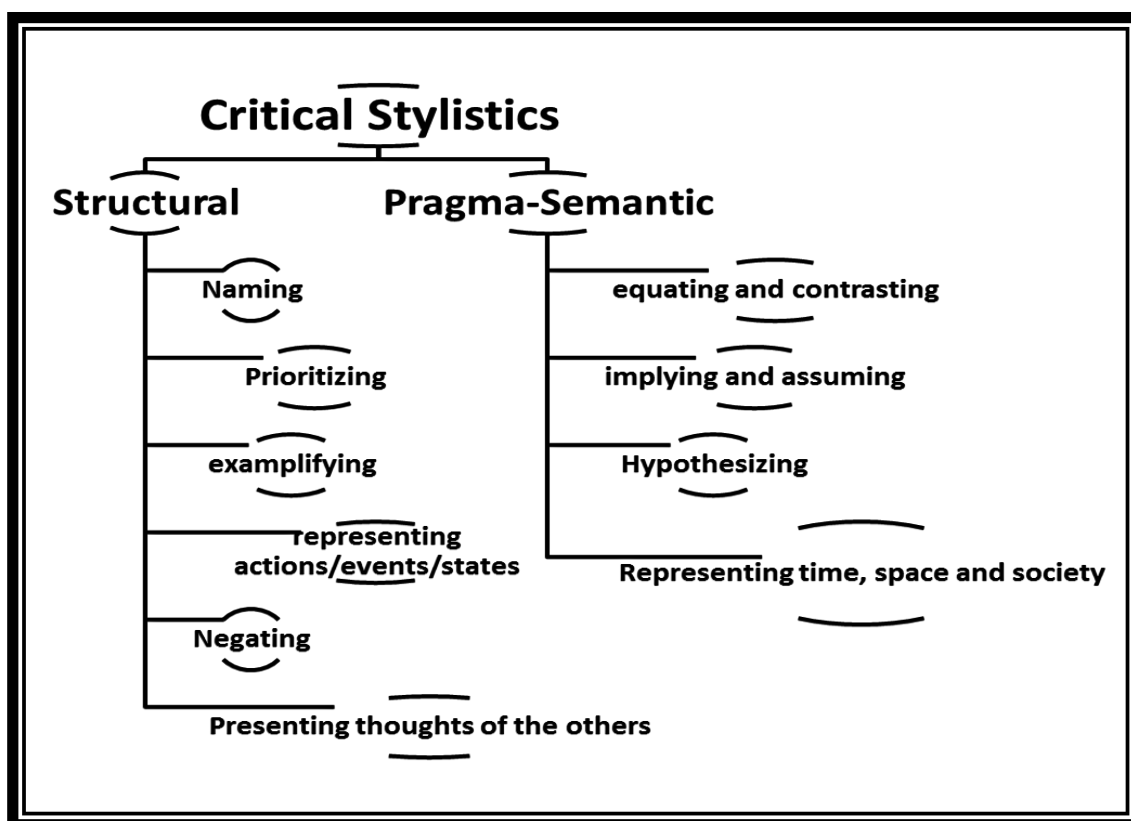 Critical Stylistics
Structural
Naming
Prioritizing
examplifying
representing
actions/events/states
Negating
Presenting thoughts of the others
Pragma-Semantic
equating and contrasting
implying and assuming
Hypothesizing
Representing time, space and society